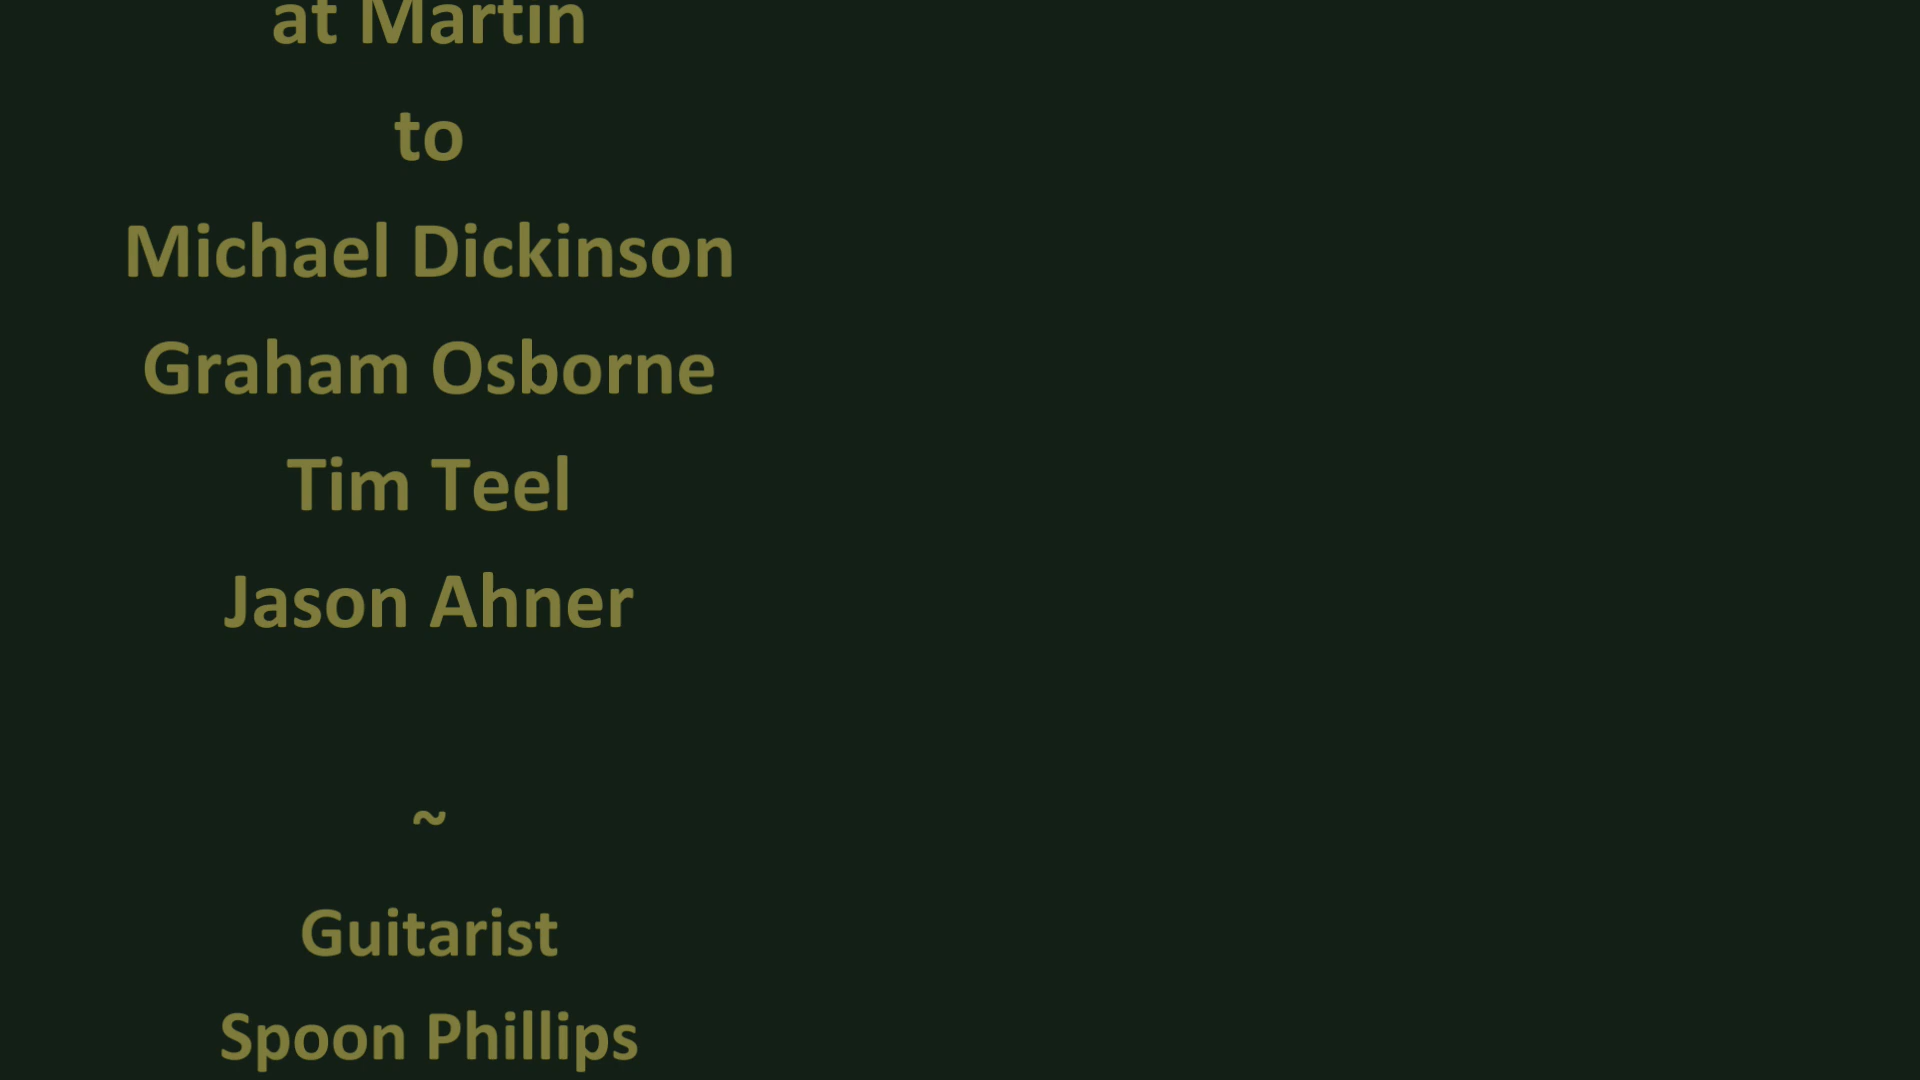 at Martin
to
Michael Dickinson
Graham Osborne
Tim Teel
Jason Ahner
~
Guitarist
Spoon Phillips